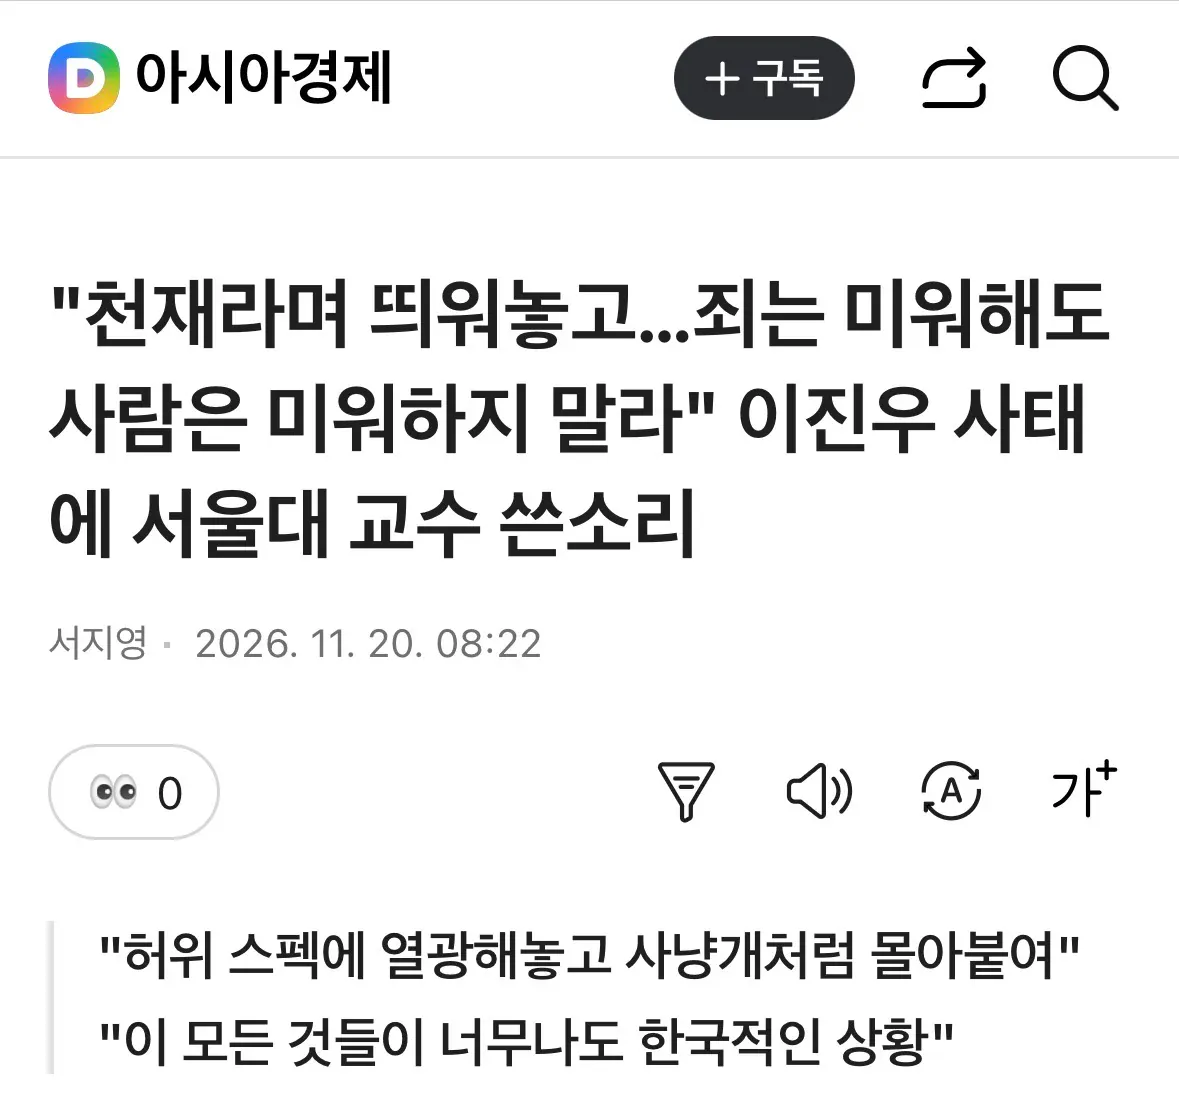 D 아시아경제
+ 구독
"천재라며 띄워놓고...죄는 미워해도
사람은 미워하지 말라" 이진우 사태
에 서울대 교수 쓴소리
서지영 · 2026. 11. 20. 08:22
👀 0
A
가+
"허위 스펙에 열광해놓고 사냥개처럼 몰아붙여"
"이 모든 것들이 너무나도 한국적인 상황"